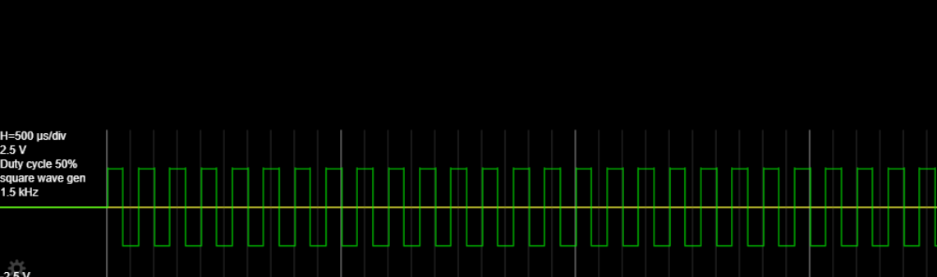 H=500 µs/div
2.5 V
Duty cycle 50%
square wave gen
1.5 kHz
-2.5 V